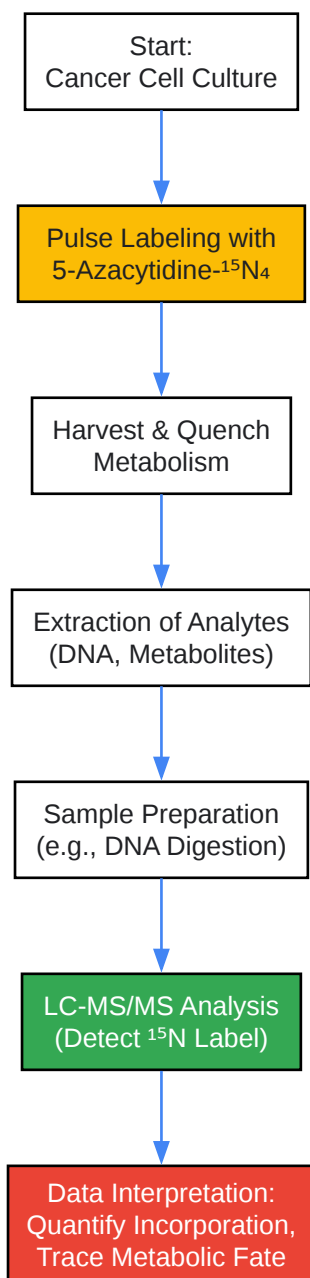 Start:
Cancer Cell Culture
Pulse Labeling with
5-Azacytidine-¹⁵N₄
Harvest & Quench
Metabolism
Extraction of Analytes
(DNA, Metabolites)
Sample Preparation
(e.g., DNA Digestion)
LC-MS/MS Analysis
(Detect ¹⁵N Label)
Data Interpretation:
Quantify Incorporation,
Trace Metabolic Fate